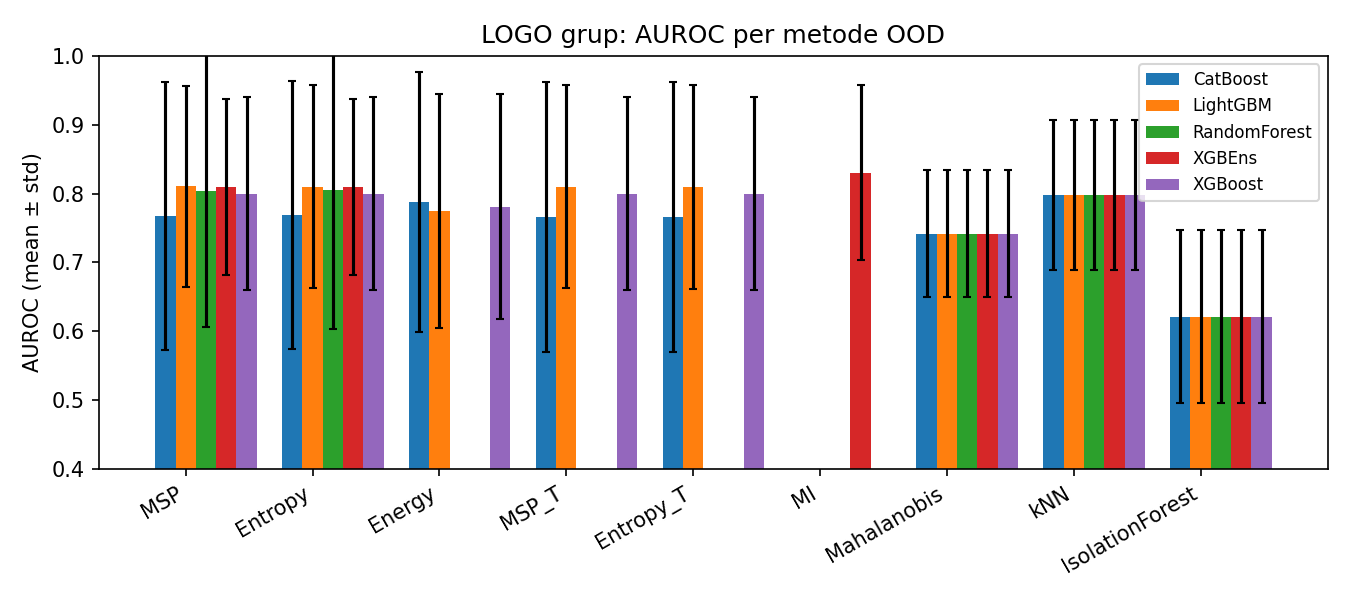 LOGO grup: AUROC per metode OOD
AUROC (mean ± std)
1.0
0.9
0.8
0.7
0.6
0.5
0.4
CatBoost
LightGBM
RandomForest
XGBEns
XGBoost
MSP
Entropy
Energy
MSP_T
Entropy_T
MI
Mahalanobis
kNN
IsolationForest